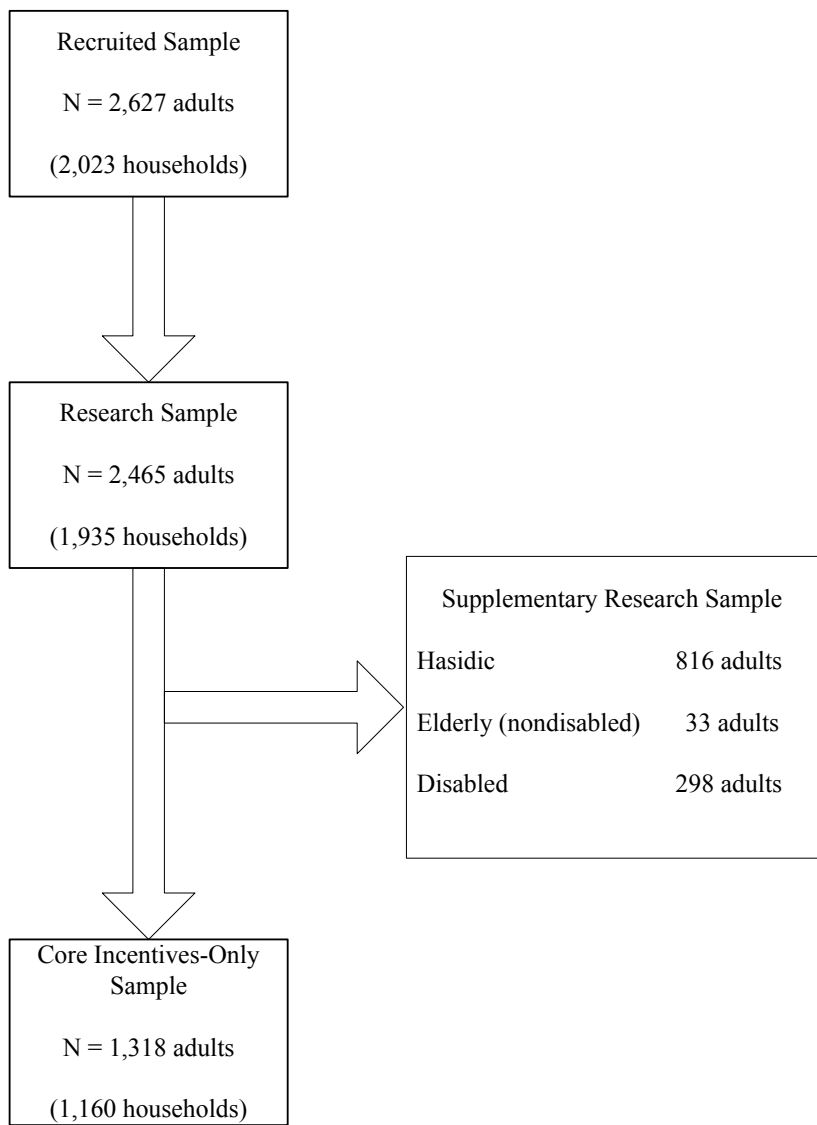 Recruited Sample
N = 2,627 adults
(2,023 households)
Research Sample
N = 2,465 adults
(1,935 households)
Supplementary Research Sample
Hasidic 816 adults
Elderly (nondisabled) 33 adults
Disabled 298 adults
Core Incentives-Only
Sample
N = 1,318 adults
(1,160 households)